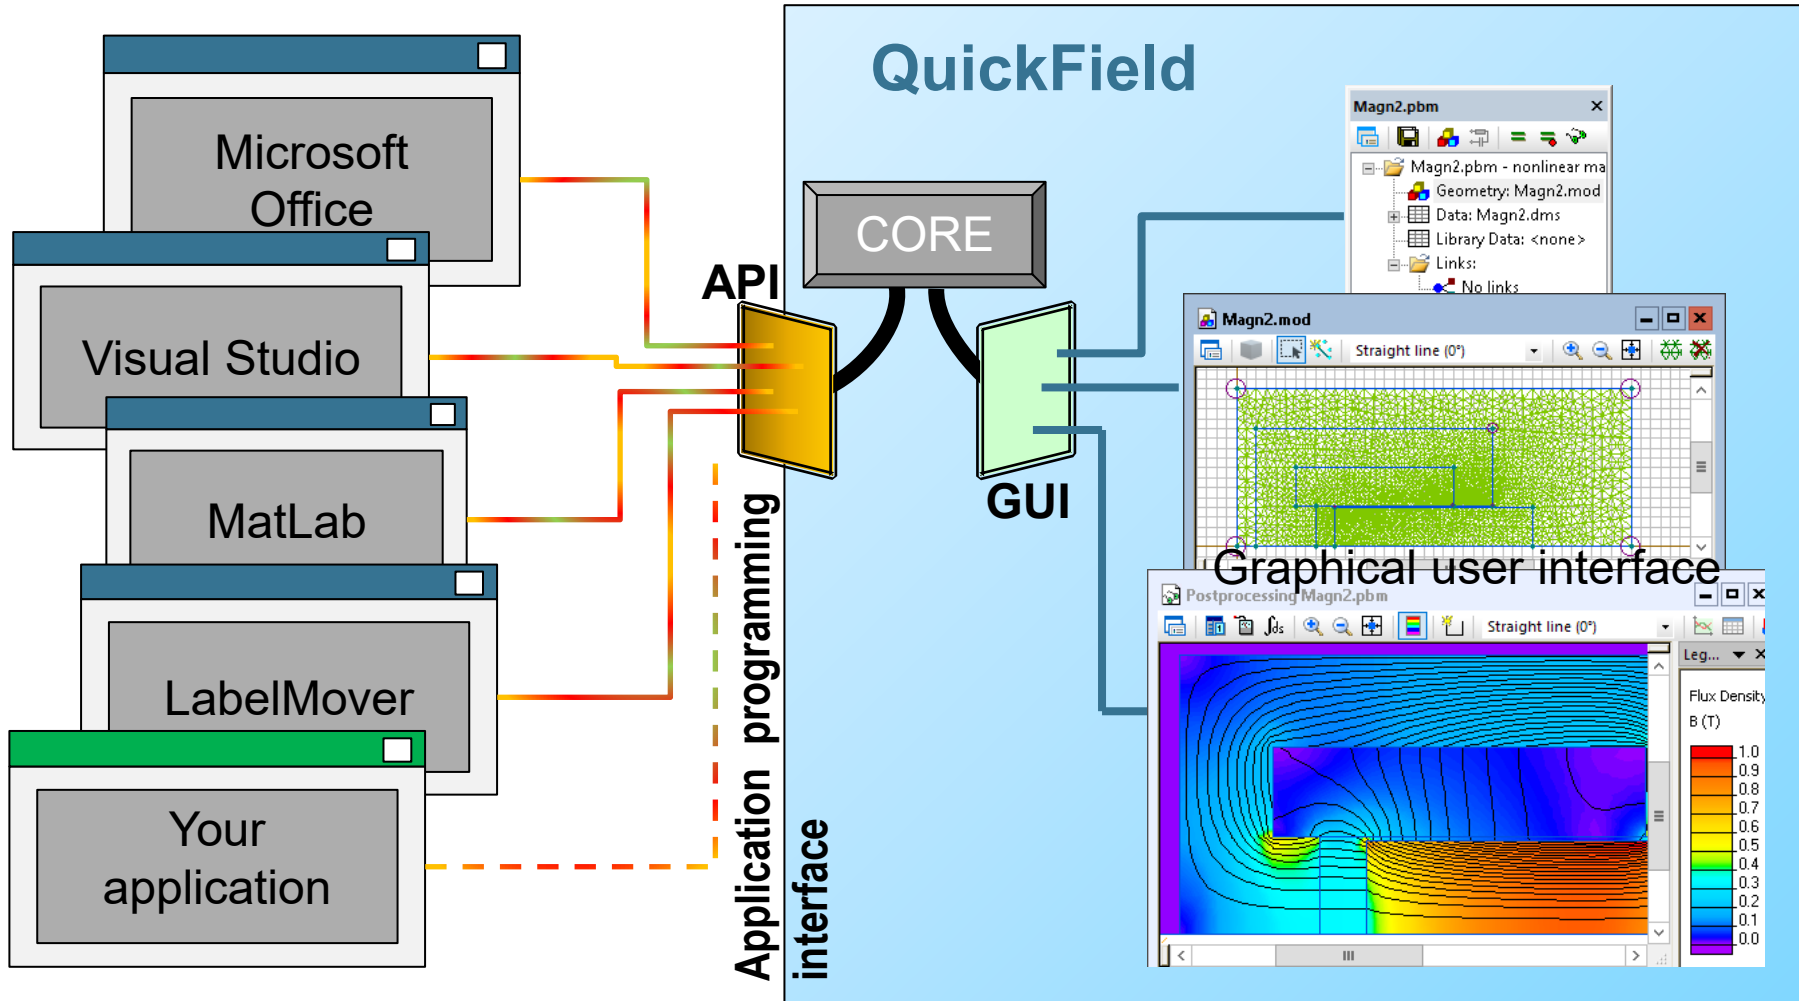 Microsoft
Office
Visual Studio
MatLab
LabelMover
Your
application
API
Application programming
interface
QuickField
CORE
GUI
Graphical user interface
Magn2.pbm
Magn2.pbm - nonlinear ma
Geometry: Magn2.mod
Data: Magn2.dms
Library Data: <none>
Links:
No links
Magn2.mod
Straight line (0°)
Postprocessing Magn2.pbm
Straight line (0°)
Leg...
Flux Density
B (T)
1.0
0.9
0.8
0.7
0.6
0.5
0.4
0.3
0.2
0.1
0.0